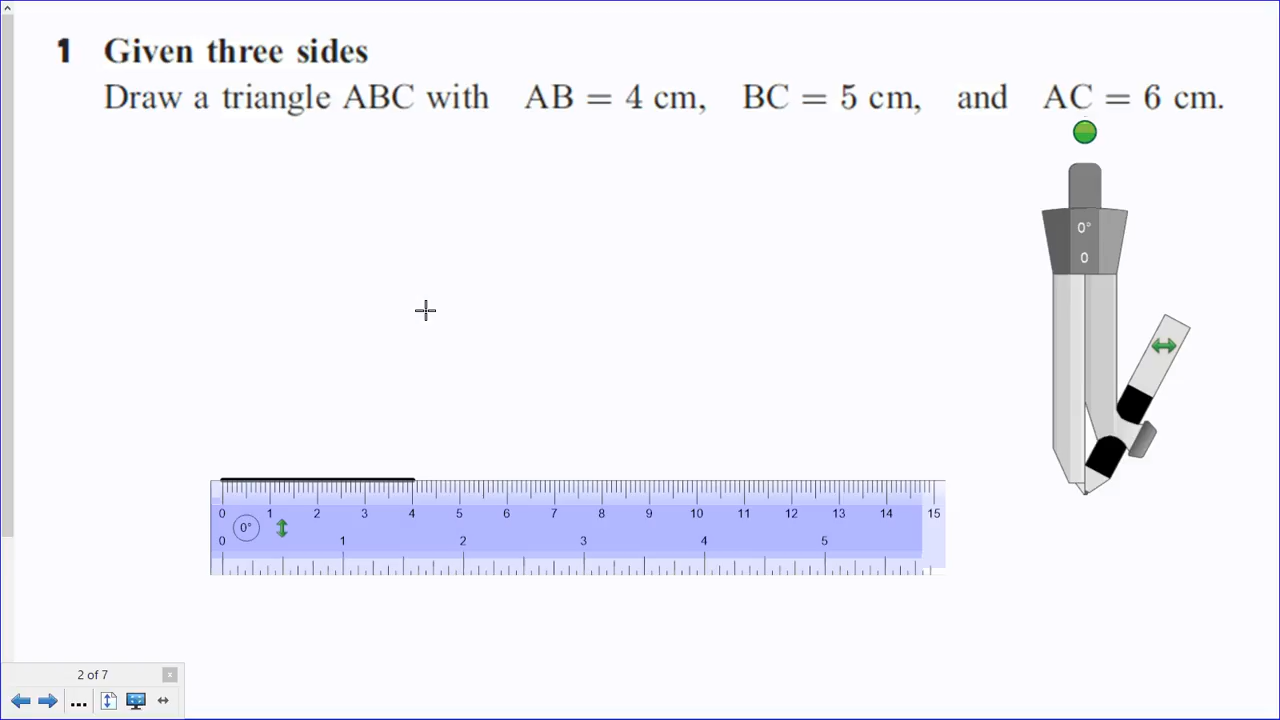 1 Given three sides
Draw a triangle ABC with AB = 4 cm, BC = 5 cm, and AC = 6 cm.
0°
0
0 1 2 3 4 5 6 7 8 9 10 11 12 13 14 15
0°
0 1 2 3 4 5
2 of 7
x
...